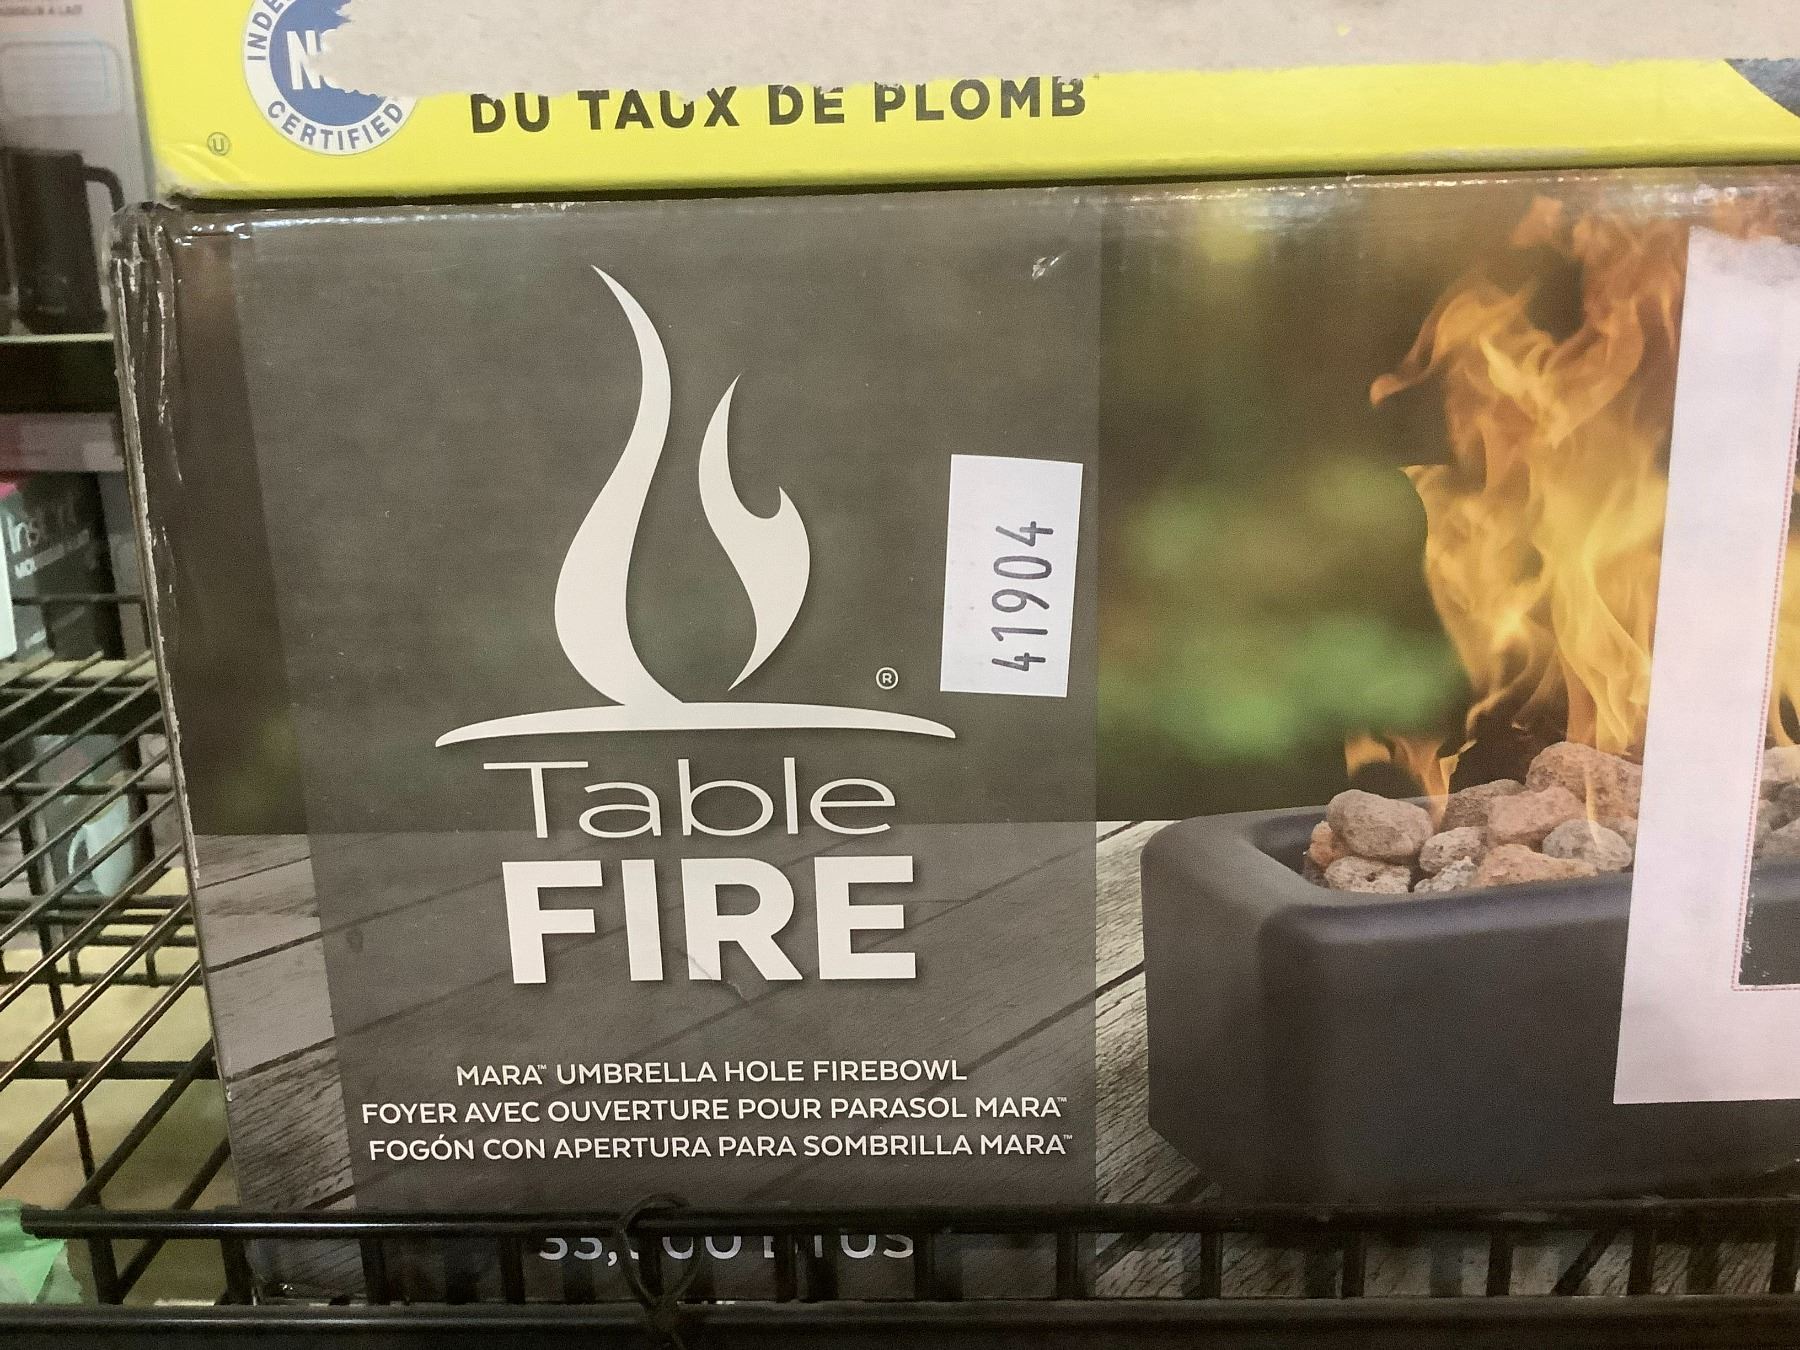 CERTIFIED
DU TAUX DE PLOMB
U
41904
®
Table
FIRE
MARA™ UMBRELLA HOLE FIREBOWL
FOYER AVEC OUVERTURE POUR PARASOL MARA™
FOGÓN CON APERTURA PARA SOMBRILLA MARA™